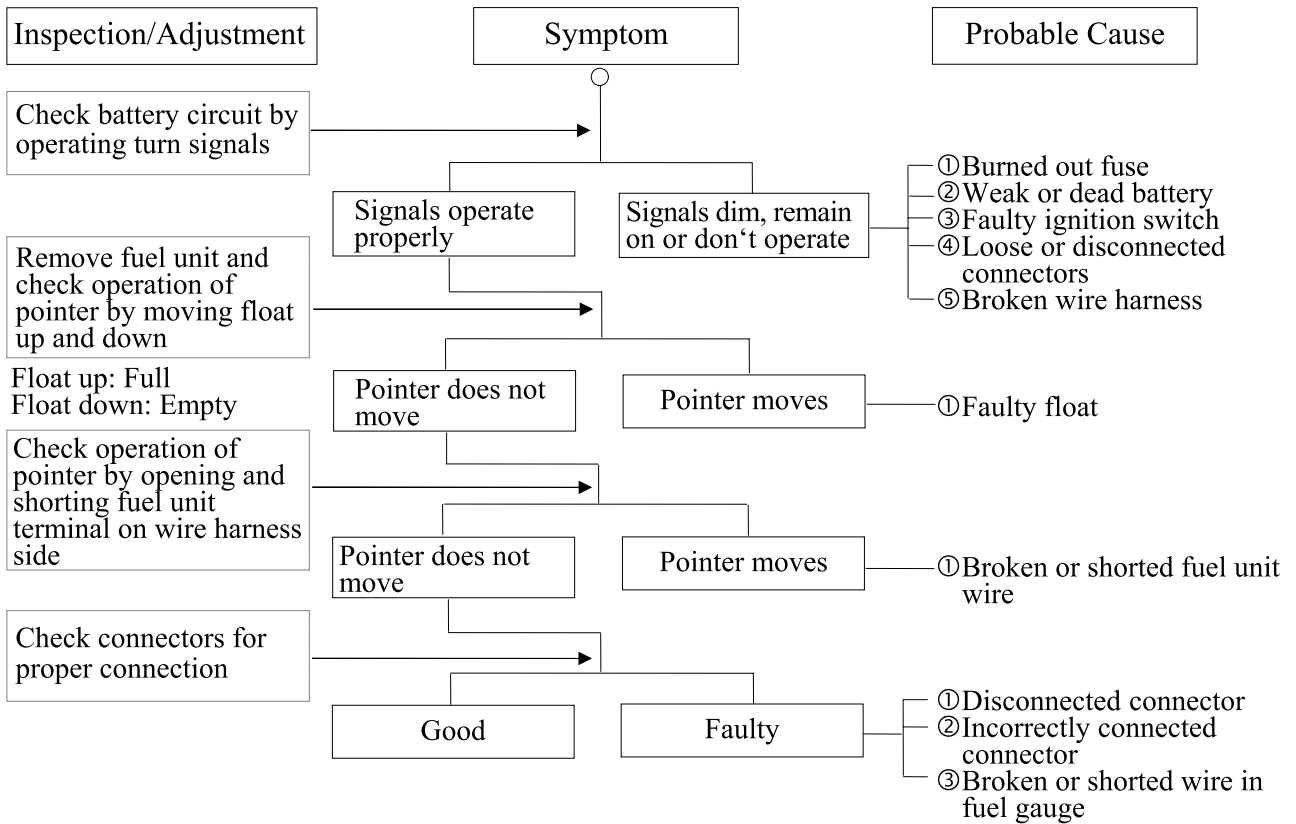 Inspection/Adjustment
Symptom
Probable Cause
Check battery circuit by
operating turn signals
Signals operate
properly
Signals dim, remain
on or don‘t operate
①Burned out fuse
②Weak or dead battery
③Faulty ignition switch
④Loose or disconnected
connectors
⑤Broken wire harness
Remove fuel unit and
check operation of
pointer by moving float
up and down
Float up: Full
Float down: Empty
Pointer does not
move
Pointer moves
①Faulty float
Check operation of
pointer by opening and
shorting fuel unit
terminal on wire harness
side
Pointer does not
move
Pointer moves
①Broken or shorted fuel unit
wire
Check connectors for
proper connection
Good
Faulty
①Disconnected connector
②Incorrectly connected
connector
③Broken or shorted wire in
fuel gauge